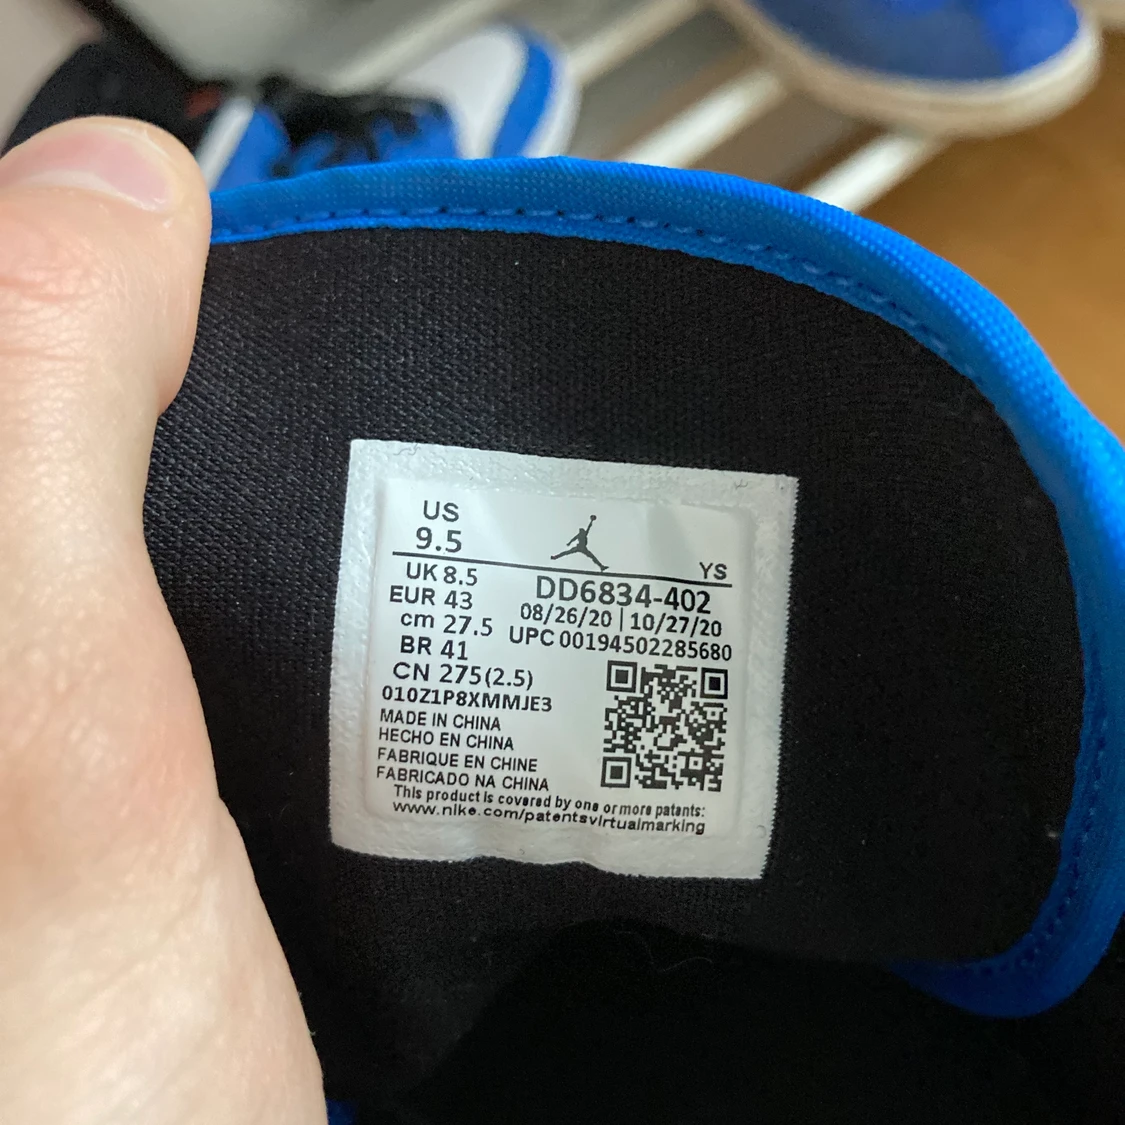 US
9.5
YS
UK 8.5
DD6834-402
EUR 43
08/26/20 | 10/27/20
cm 27.5
UPC 00194502285680
BR 41
CN 275(2.5)
010Z1P8XMMJE3
MADE IN CHINA
HECHO EN CHINA
FABRIQUE EN CHINE
FABRICADO NA CHINA
This product is covered by one or more patents:
www.nike.com/patentsvirtualmarking